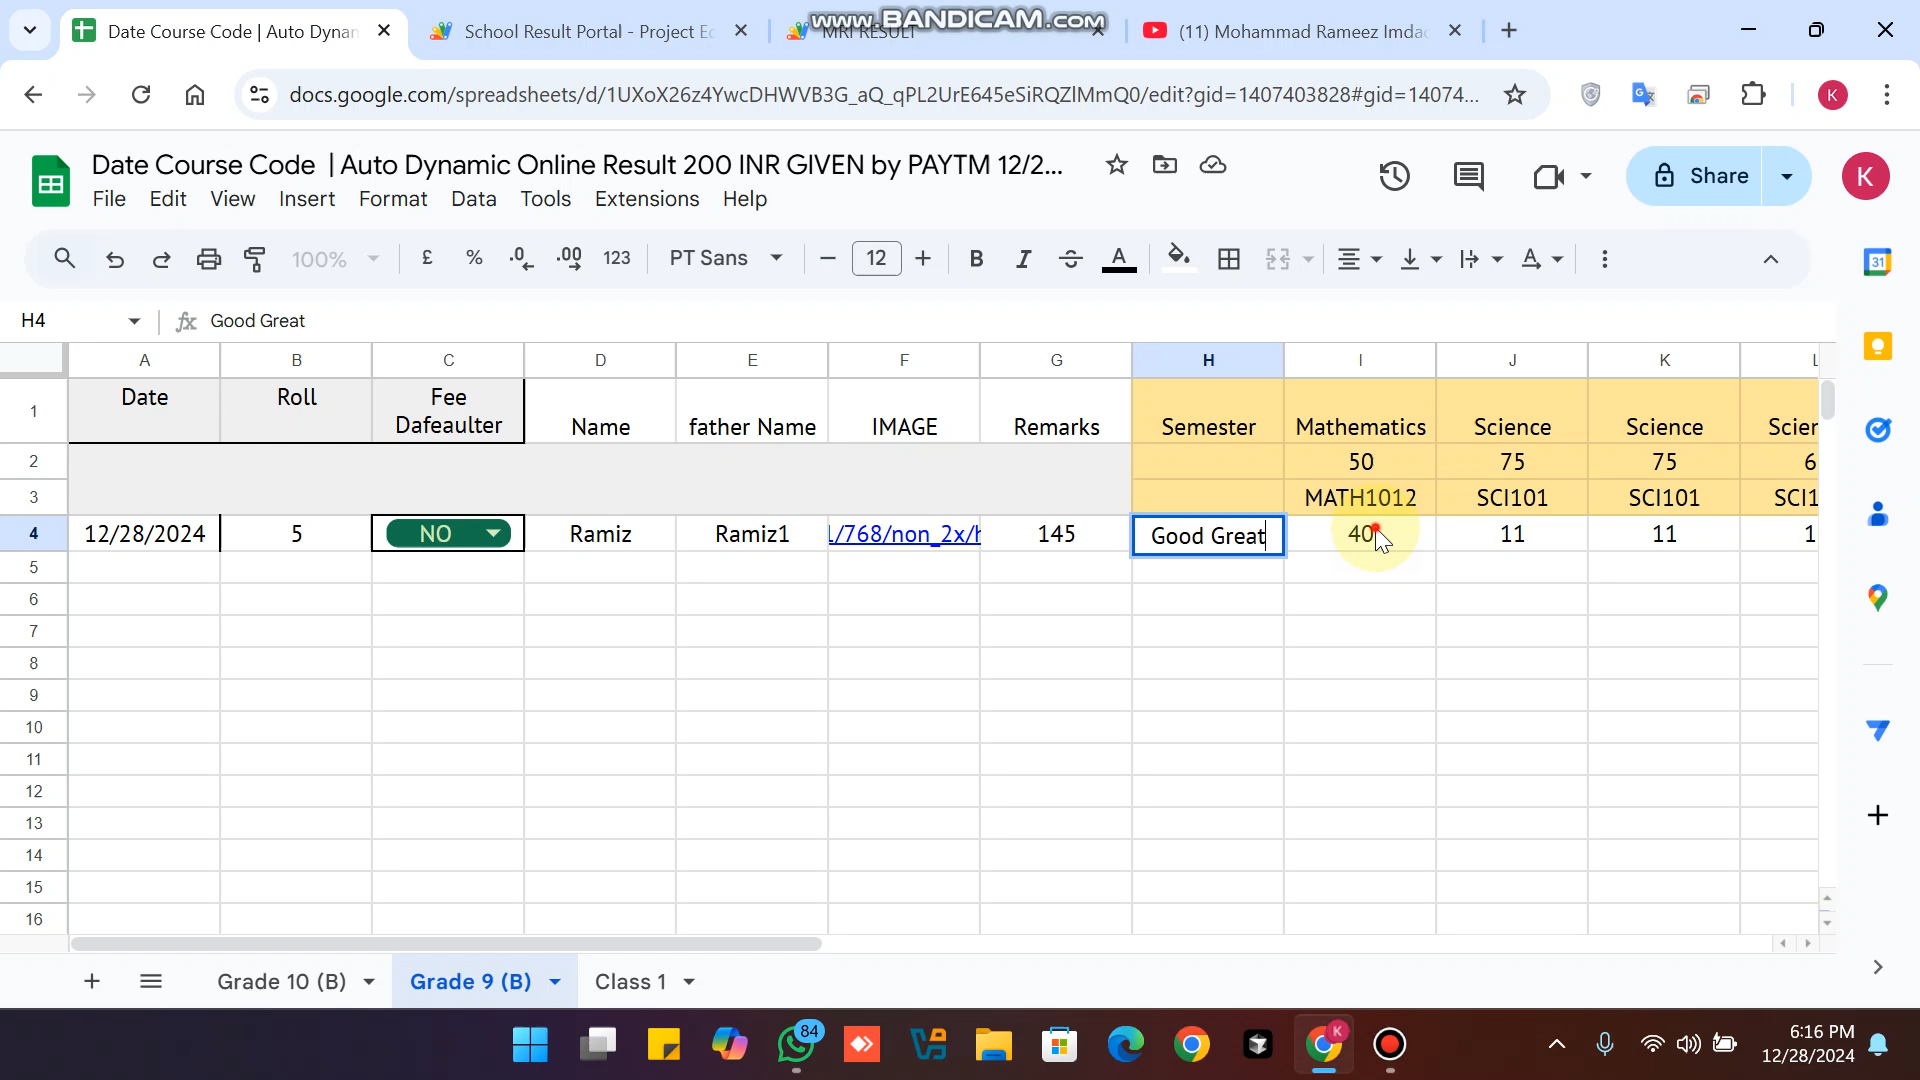 www.BANDICAM.com
Date Course Code | Auto Dynan
School Result Portal - Project Ec
MRI RESULT
(11) Mohammad Rameez Imdad
docs.google.com/spreadsheets/d/1UXoX26z4YwcDHWVB3G_aQ_qPL2UrE645eSiRQZlMmQ0/edit?gid=1407403828#gid=14074...
K
Date Course Code | Auto Dynamic Online Result 200 INR GIVEN by PAYTM 12/2...
Share
K
File Edit View Insert Format Data Tools Extensions Help
100% £ % .0 .00 123 PT Sans 12 B I A A
31
H4 fx Good Great
A B C D E F G H I J K L
1 Date Roll Fee Dafeaulter Name father Name IMAGE Remarks Semester Mathematics Science Science Scier
2 50 75 75 6
3 MATH1012 SCI101 SCI101 SCI1
4 12/28/2024 5 NO Ramiz Ramiz1 1/768/non_2x/h 145 Good Great 40 11 11 1
5
6
7
8
9
10
11
12
13
14
15
16
Grade 10 (B) Grade 9 (B) Class 1
84
K
6:16 PM
12/28/2024